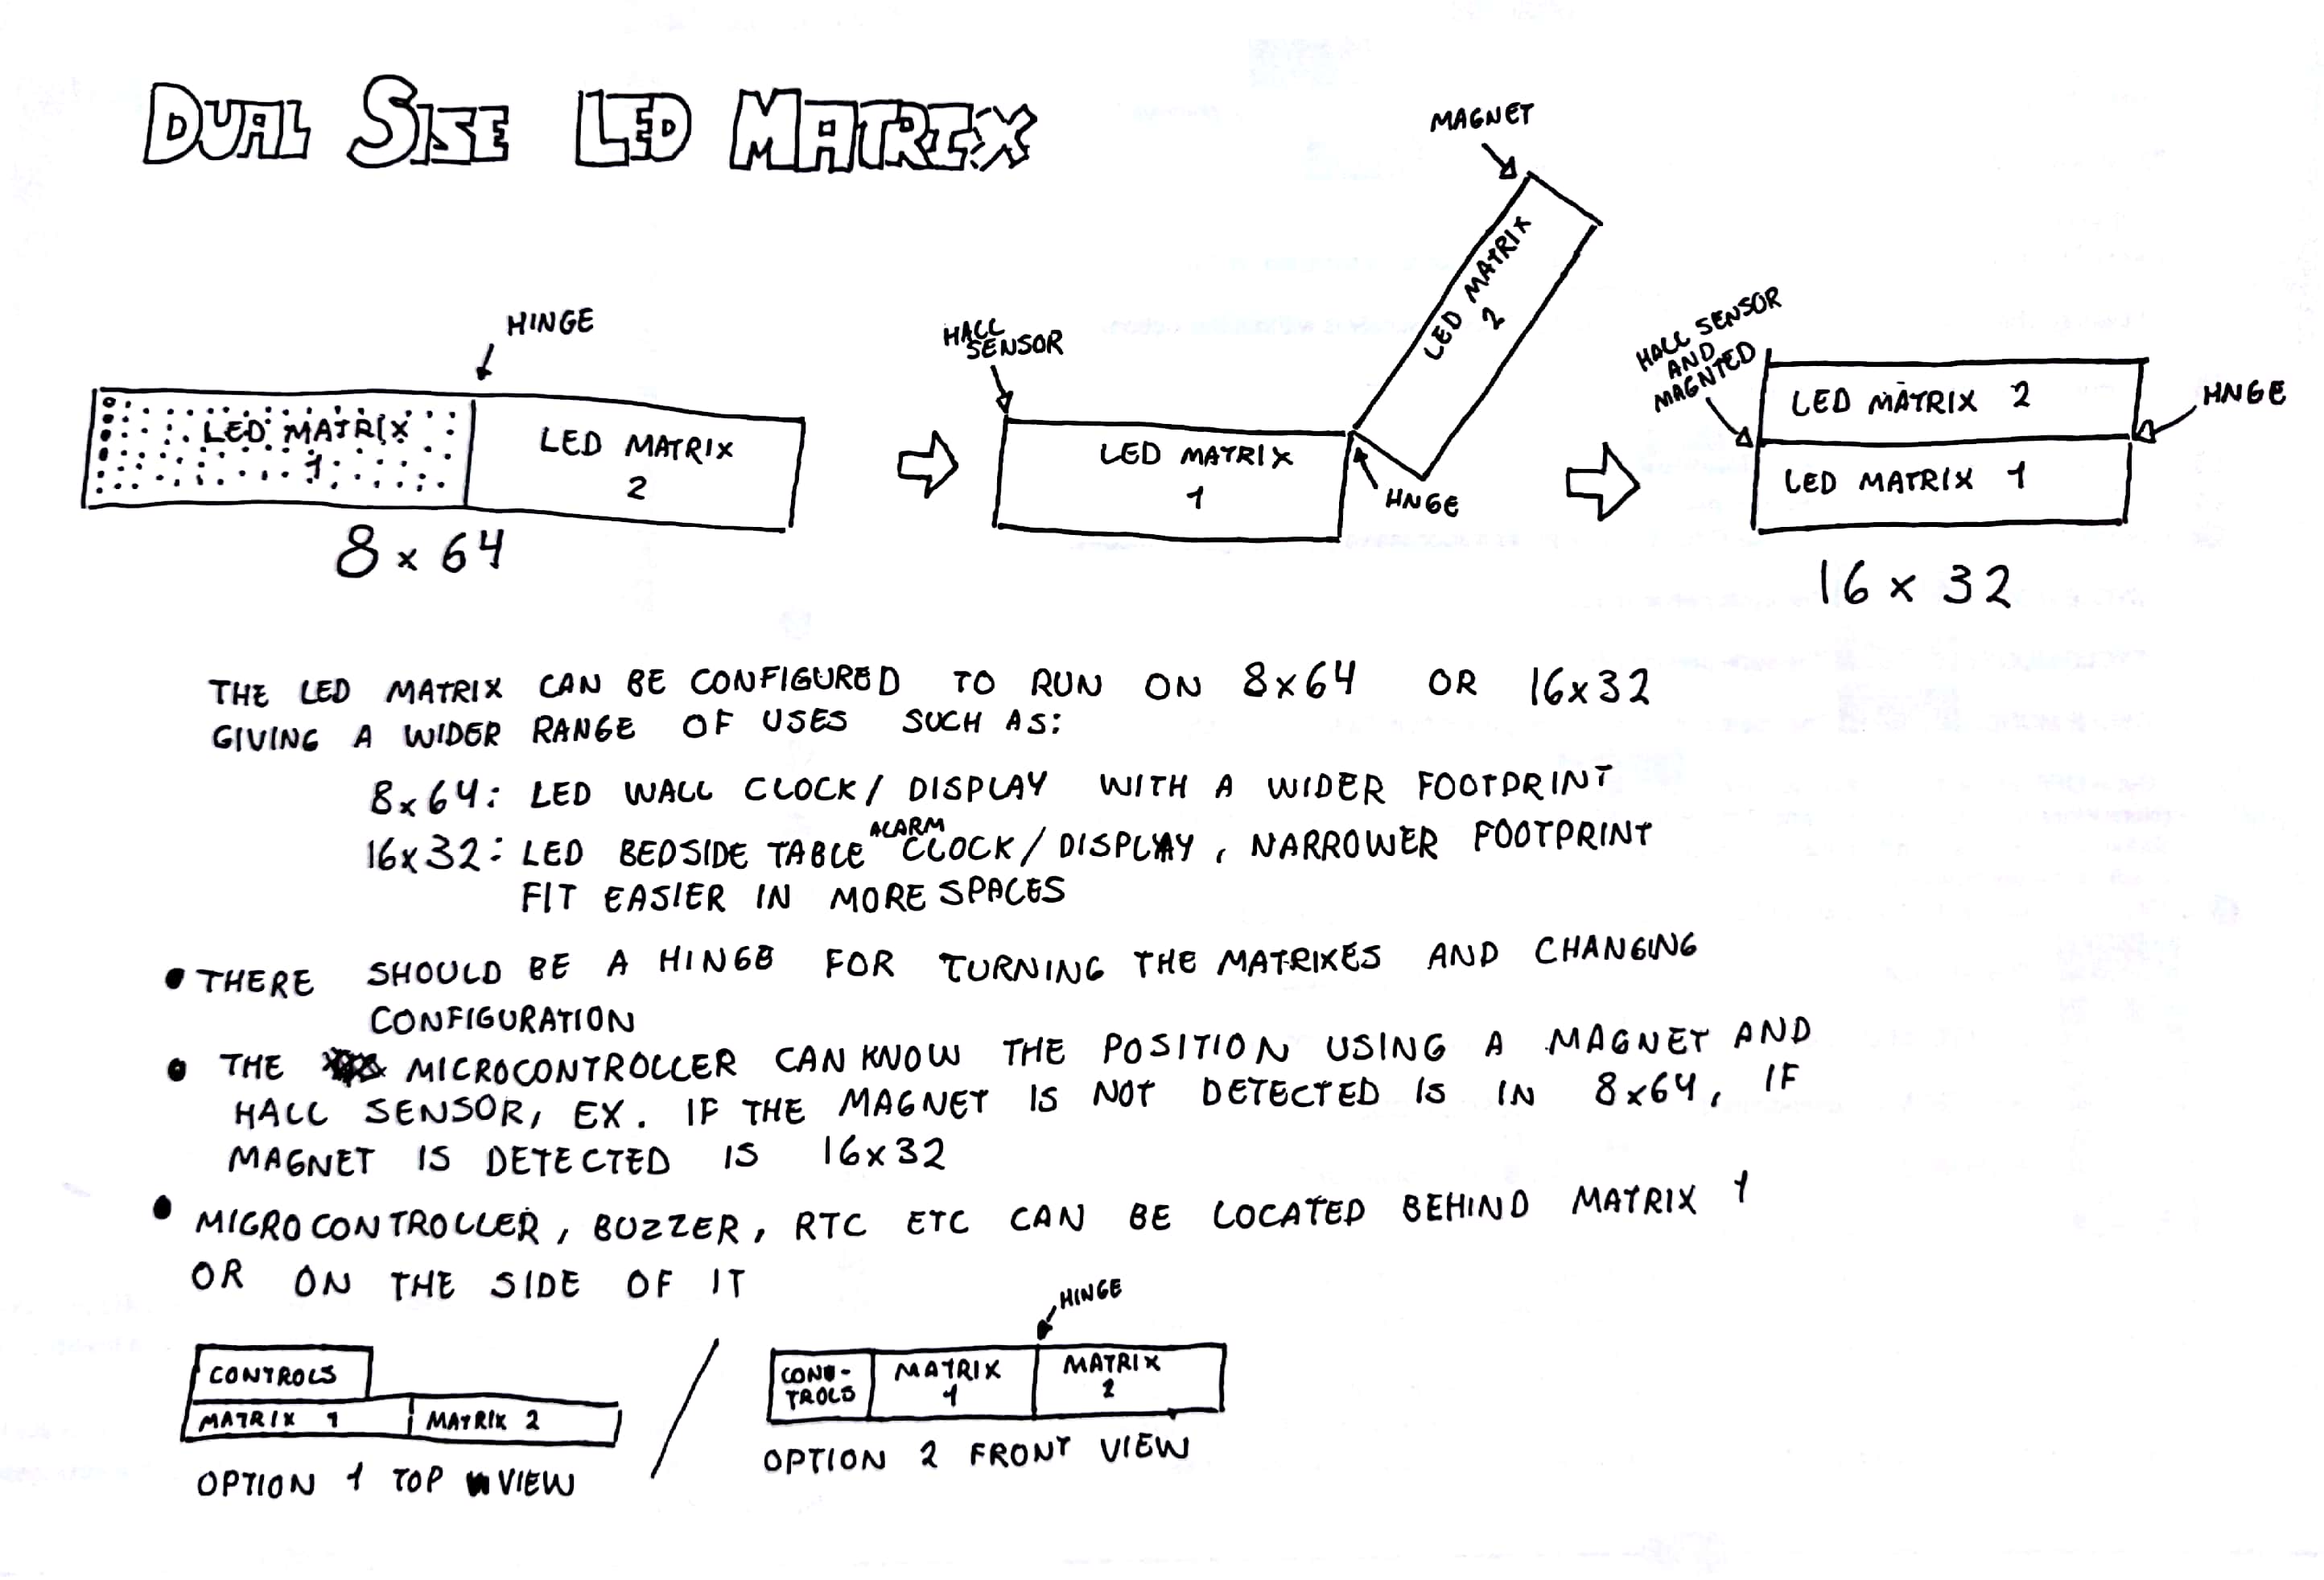 DUAL SISE LED MATRIX
MAGNET
HINGE
HALL
SENSOR
LED MATRIX
2
HALL SENSOR
AND
MAGNTED
LED MATRIX
1
LED MATRIX
2
LED MATRIX
1
HNGE
LED MATRIX 2
LED MATRIX 1
HNGE
8x64
16x32
THE LED MATRIX CAN BE CONFIGURED TO RUN ON 8x64 OR 16x32
GIVING A WIDER RANGE OF USES SUCH AS:
8x64: LED WALL CLOCK/ DISPLAY WITH A WIDER FOOTPRINT
16x32: LED BEDSIDE TABLE ALARM CLOCK/DISPLAY, NARROWER FOOTPRINT
FIT EASIER IN MORE SPACES
• THERE SHOULD BE A HINGE FOR TURNING THE MATRIXES AND CHANGING
CONFIGURATION
• THE MICROCONTROLLER CAN KNOW THE POSITION USING A MAGNET AND
HALL SENSOR, EX. IF THE MAGNET IS NOT DETECTED IS IN 8x64, IF
MAGNET IS DETECTED IS 16x32
• MICROCONTROLLER, BUZZER, RTC ETC CAN BE LOCATED BEHIND MATRIX 1
OR ON THE SIDE OF IT
CONTROLS
MATRIX 1
MATRIX 2
OPTION 1 TOP VIEW
HINGE
CON-
TROLS
MATRIX
1
MATRIX
2
OPTION 2 FRONT VIEW